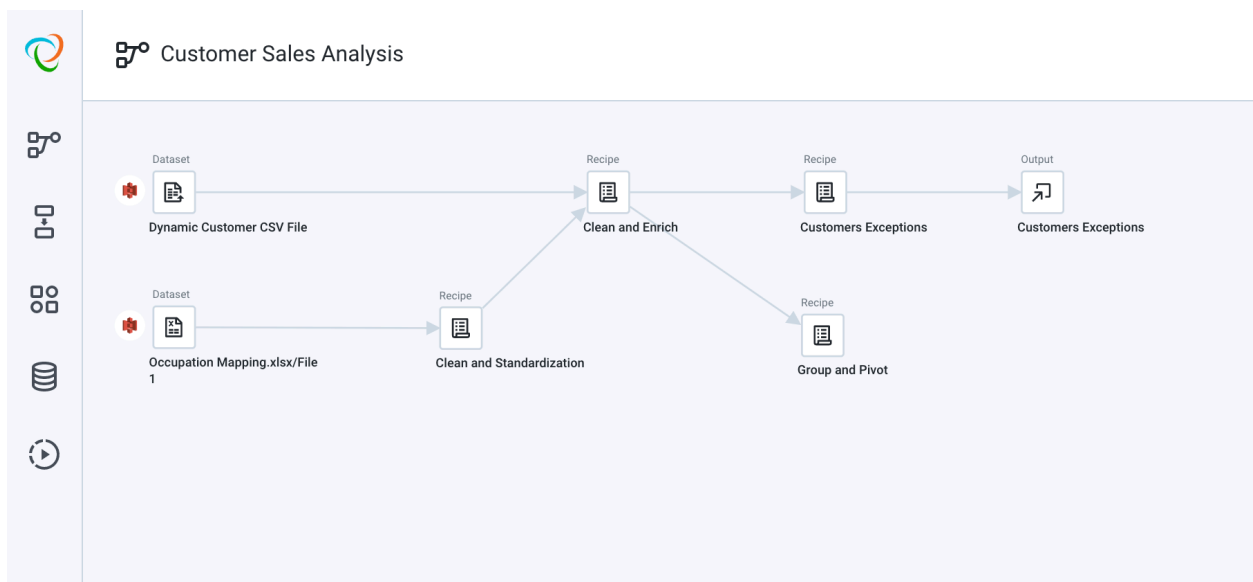 Customer Sales Analysis
Dataset
Recipe
Recipe
Output
Dynamic Customer CSV File
Clean and Enrich
Customers Exceptions
Customers Exceptions
Dataset
Recipe
Recipe
Occupation Mapping.xlsx/File
1
Clean and Standardization
Group and Pivot